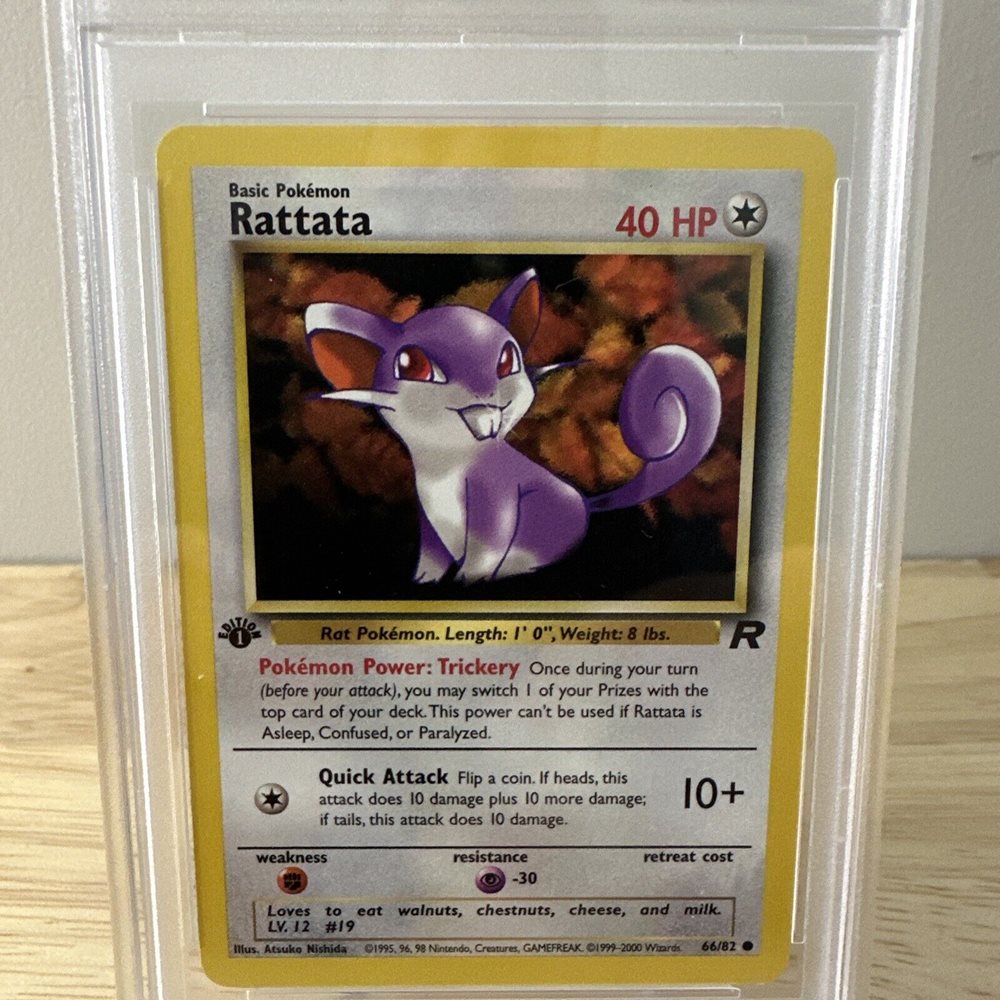 Basic Pokémon
Rattata 40 HP
EDITION 1
Rat Pokémon. Length: 1' 0", Weight: 8 lbs.
R
Pokémon Power: Trickery Once during your turn
(before your attack), you may switch 1 of your Prizes with the
top card of your deck. This power can't be used if Rattata is
Asleep, Confused, or Paralyzed.
Quick Attack Flip a coin. If heads, this
attack does 10 damage plus 10 more damage;
if tails, this attack does 10 damage.
10+
weakness resistance retreat cost
-30
Loves to eat walnuts, chestnuts, cheese, and milk.
LV. 12 #19
Illus. Atsuko Nishida ©1995, 96, 98 Nintendo, Creatures, GAMEFREAK. ©1999-2000 Wizards. 66/82